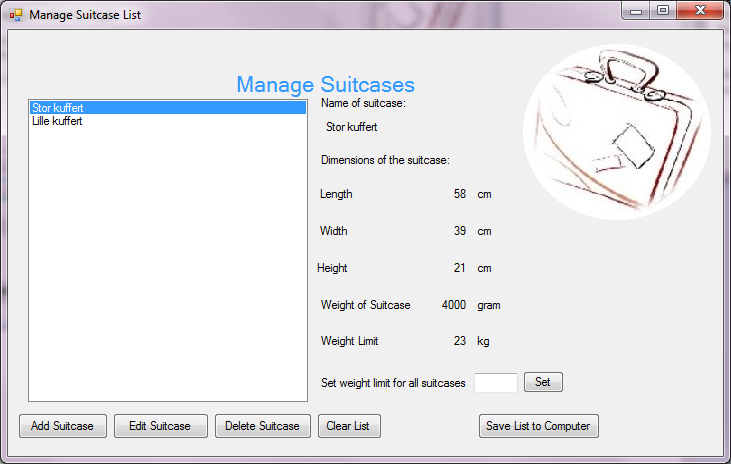 Manage Suitcase List
Manage Suitcases
Stor kuffert
Lille kuffert
Name of suitcase:
Stor kuffert
Dimensions of the suitcase:
Length 58 cm
Width 39 cm
Height 21 cm
Weight of Suitcase 4000 gram
Weight Limit 23 kg
Set weight limit for all suitcases Set
Add Suitcase Edit Suitcase Delete Suitcase Clear List Save List to Computer